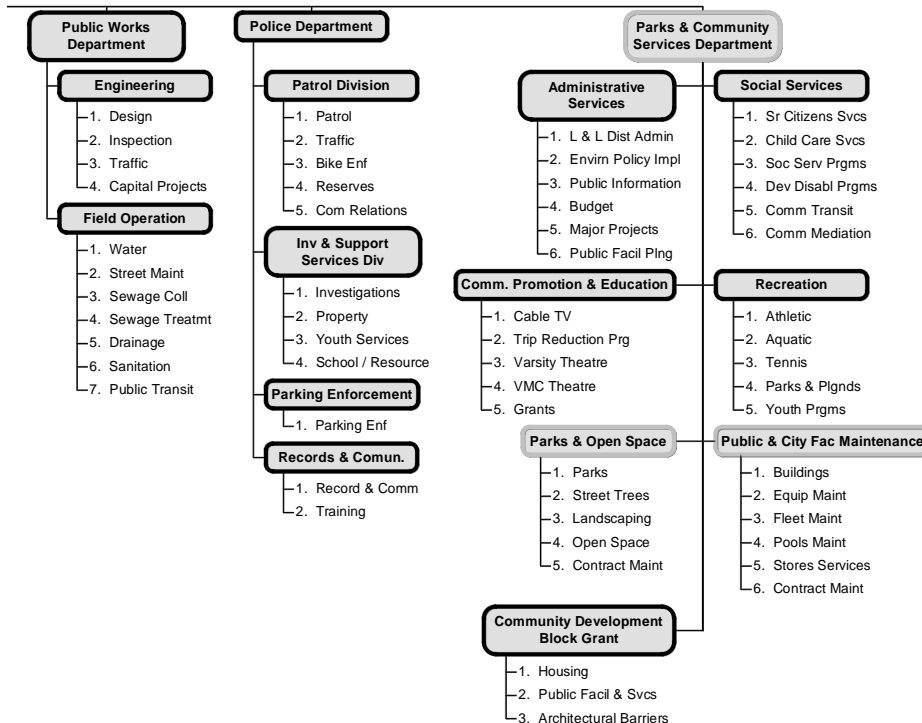 Public Works
Department
Engineering
1. Design
2. Inspection
3. Traffic
4. Capital Projects
Field Operation
1. Water
2. Street Maint
3. Sewage Coll
4. Sewage Treatmt
5. Drainage
6. Sanitation
7. Public Transit
Police Department
Patrol Division
1. Patrol
2. Traffic
3. Bike Enf
4. Reserves
5. Com Relations
Inv & Support
Services Div
1. Investigations
2. Property
3. Youth Services
4. School / Resource
Parking Enforcement
1. Parking Enf
Records & Comun.
1. Record & Comm
2. Training
Parks & Community
Services Department
Administrative
Services
1. L & L Dist Admin
2. Envirn Policy Impl
3. Public Information
4. Budget
5. Major Projects
6. Public Facil Plng
Social Services
1. Sr Citizens Svcs
2. Child Care Svcs
3. Soc Serv Prgms
4. Dev Disabl Prgms
5. Comm Transit
6. Comm Mediation
Comm. Promotion & Education
1. Cable TV
2. Trip Reduction Prg
3. Varsity Theatre
4. VMC Theatre
5. Grants
Recreation
1. Athletic
2. Aquatic
3. Tennis
4. Parks & Plgnds
5. Youth Prgms
Parks & Open Space
1. Parks
2. Street Trees
3. Landscaping
4. Open Space
5. Contract Maint
Public & City Fac Maintenance
1. Buildings
2. Equip Maint
3. Fleet Maint
4. Pools Maint
5. Stores Services
6. Contract Maint
Community Development
Block Grant
1. Housing
2. Public Facil & Svcs
3. Architectural Barriers